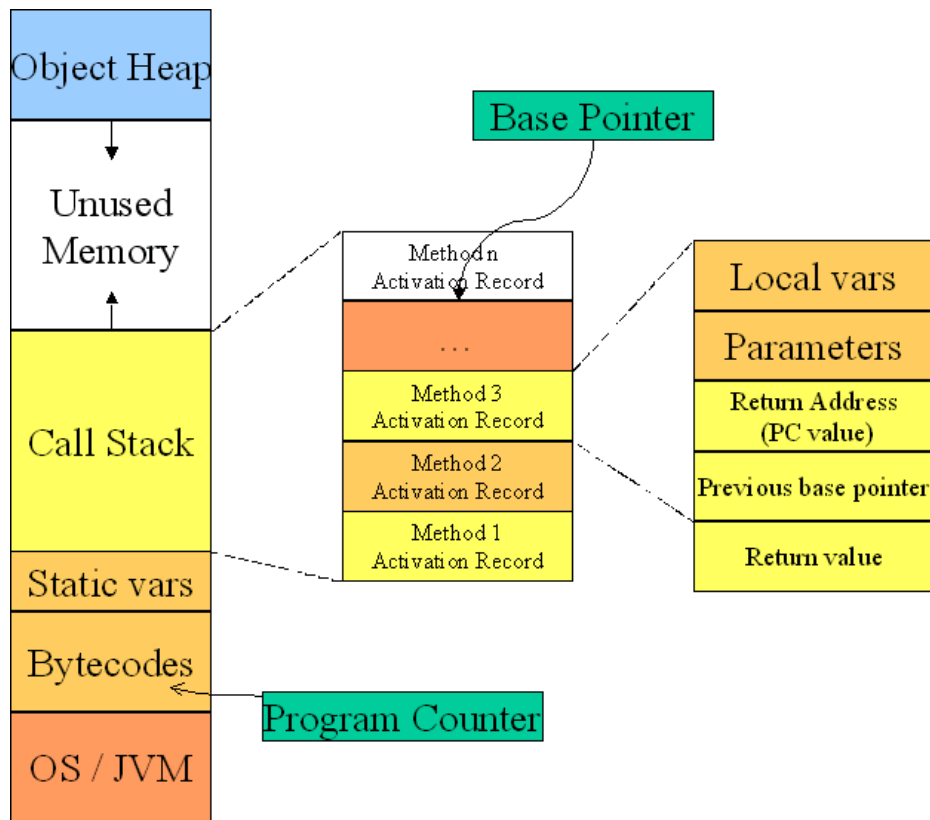 Object Heap
Unused
Memory
Call Stack
Static vars
Bytecodes
OS / JVM
Base Pointer
Method n
Activation Record
...
Method 3
Activation Record
Method 2
Activation Record
Method 1
Activation Record
Program Counter
Local vars
Parameters
Return Address
(PC value)
Previous base pointer
Return value